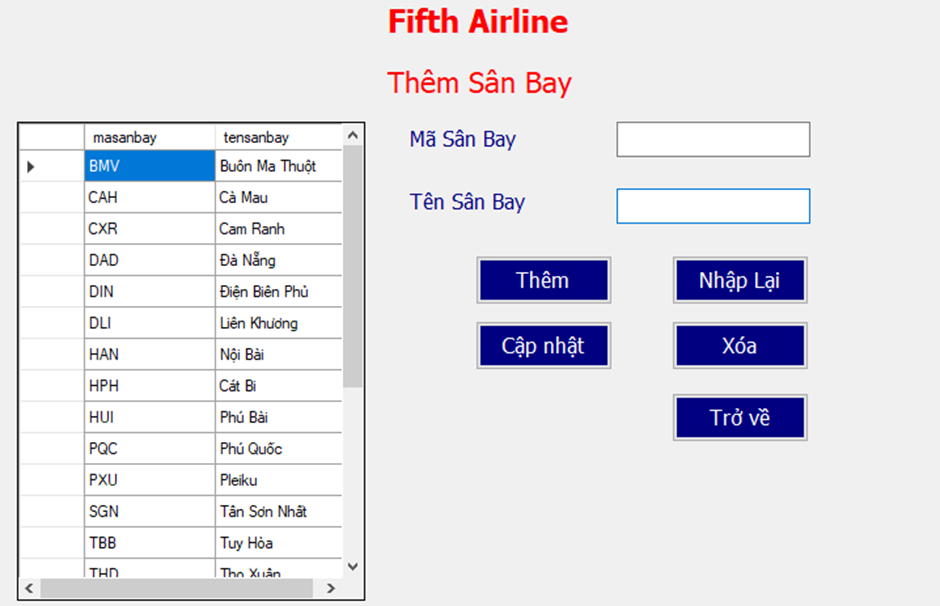 Fifth Airline
Thêm Sân Bay
masanbay tensanbay
BMV Buôn Ma Thuột
CAH Cà Mau
CXR Cam Ranh
DAD Đà Nẵng
DIN Điện Biên Phủ
DLI Liên Khương
HAN Nội Bài
HPH Cát Bi
HUI Phú Bài
PQC Phú Quốc
PXU Pleiku
SGN Tân Sơn Nhất
TBB Tuy Hòa
THD Thọ Xuân
Mã Sân Bay
Tên Sân Bay
Thêm Nhập Lại
Cập nhật Xóa
Trở về